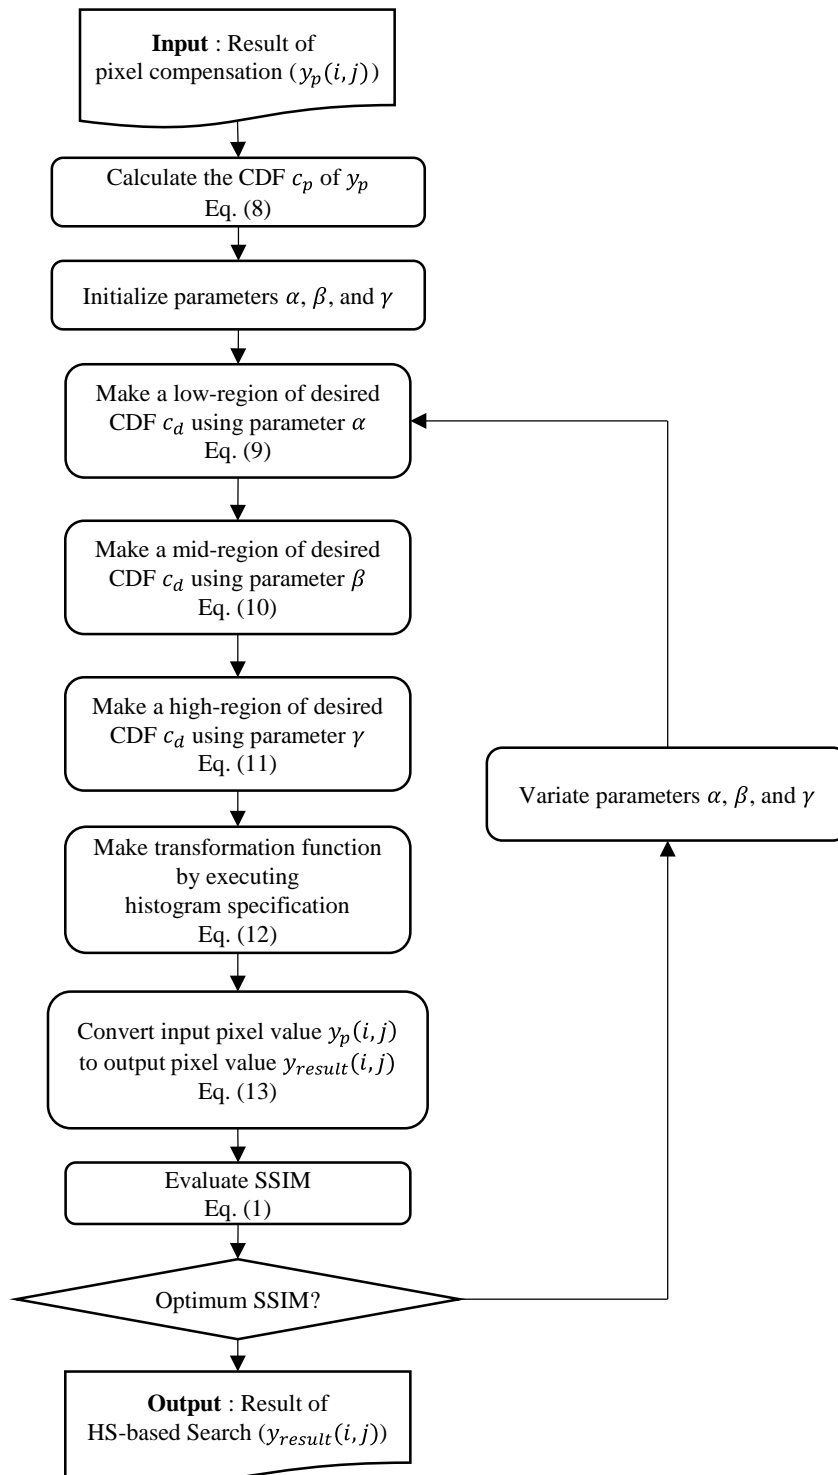 Input : Result of
pixel compensation (y_p(i,j))
Calculate the CDF c_p of y_p
Eq. (8)
Initialize parameters α, β, and γ
Make a low-region of desired
CDF c_d using parameter α
Eq. (9)
Make a mid-region of desired
CDF c_d using parameter β
Eq. (10)
Make a high-region of desired
CDF c_d using parameter γ
Eq. (11)
Variate parameters α, β, and γ
Make transformation function
by executing
histogram specification
Eq. (12)
Convert input pixel value y_p(i,j)
to output pixel value y_result(i,j)
Eq. (13)
Evaluate SSIM
Eq. (1)
Optimum SSIM?
Output : Result of
HS-based Search (y_result(i,j))